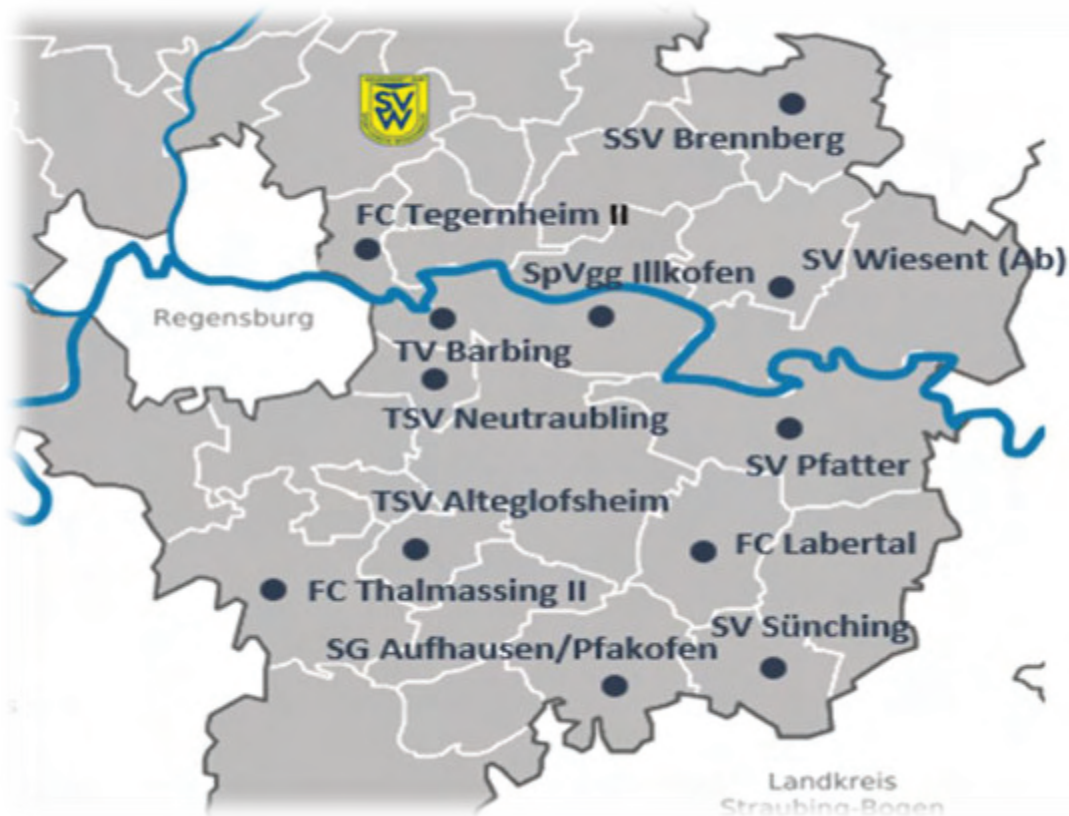 SV
W
SSV Brennberg
FC Tegernheim II
SV Wiesent (Ab)
SpVgg Illkofen
Regensburg
TV Barbing
TSV Neutraubling
SV Pfatter
TSV Alteglofsheim
FC Labertal
FC Thalmassing II
SV Sünching
SG Aufhausen/Pfakofen
Landkreis
Straubing-Bogen